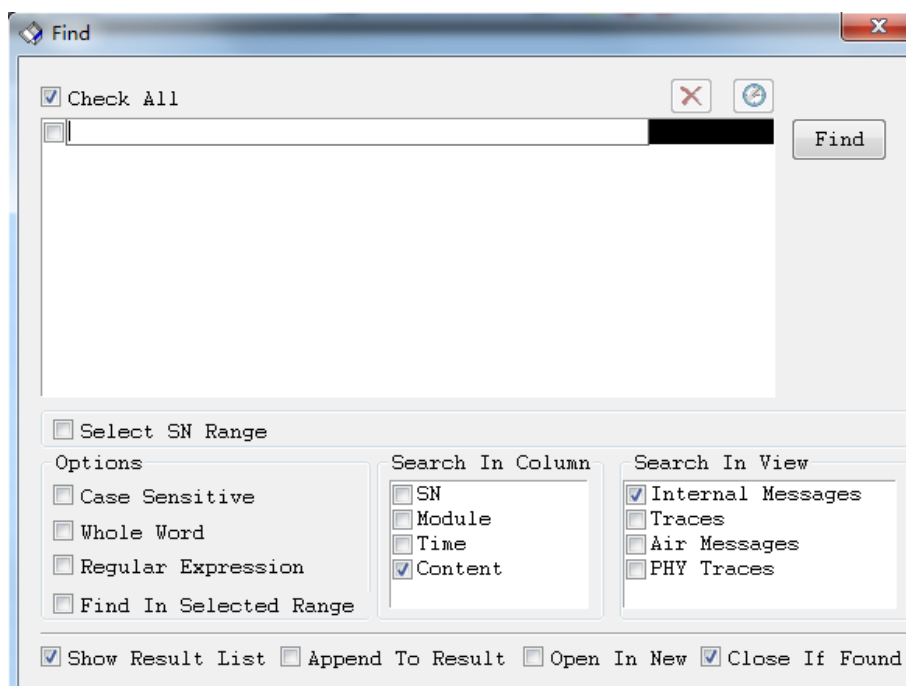 Find
Check All
Find
Select SN Range
Options
Case Sensitive
Whole Word
Regular Expression
Find In Selected Range
Search In Column
SN
Module
Time
Content
Search In View
Internal Messages
Traces
Air Messages
PHY Traces
Show Result List Append To Result Open In New Close If Found